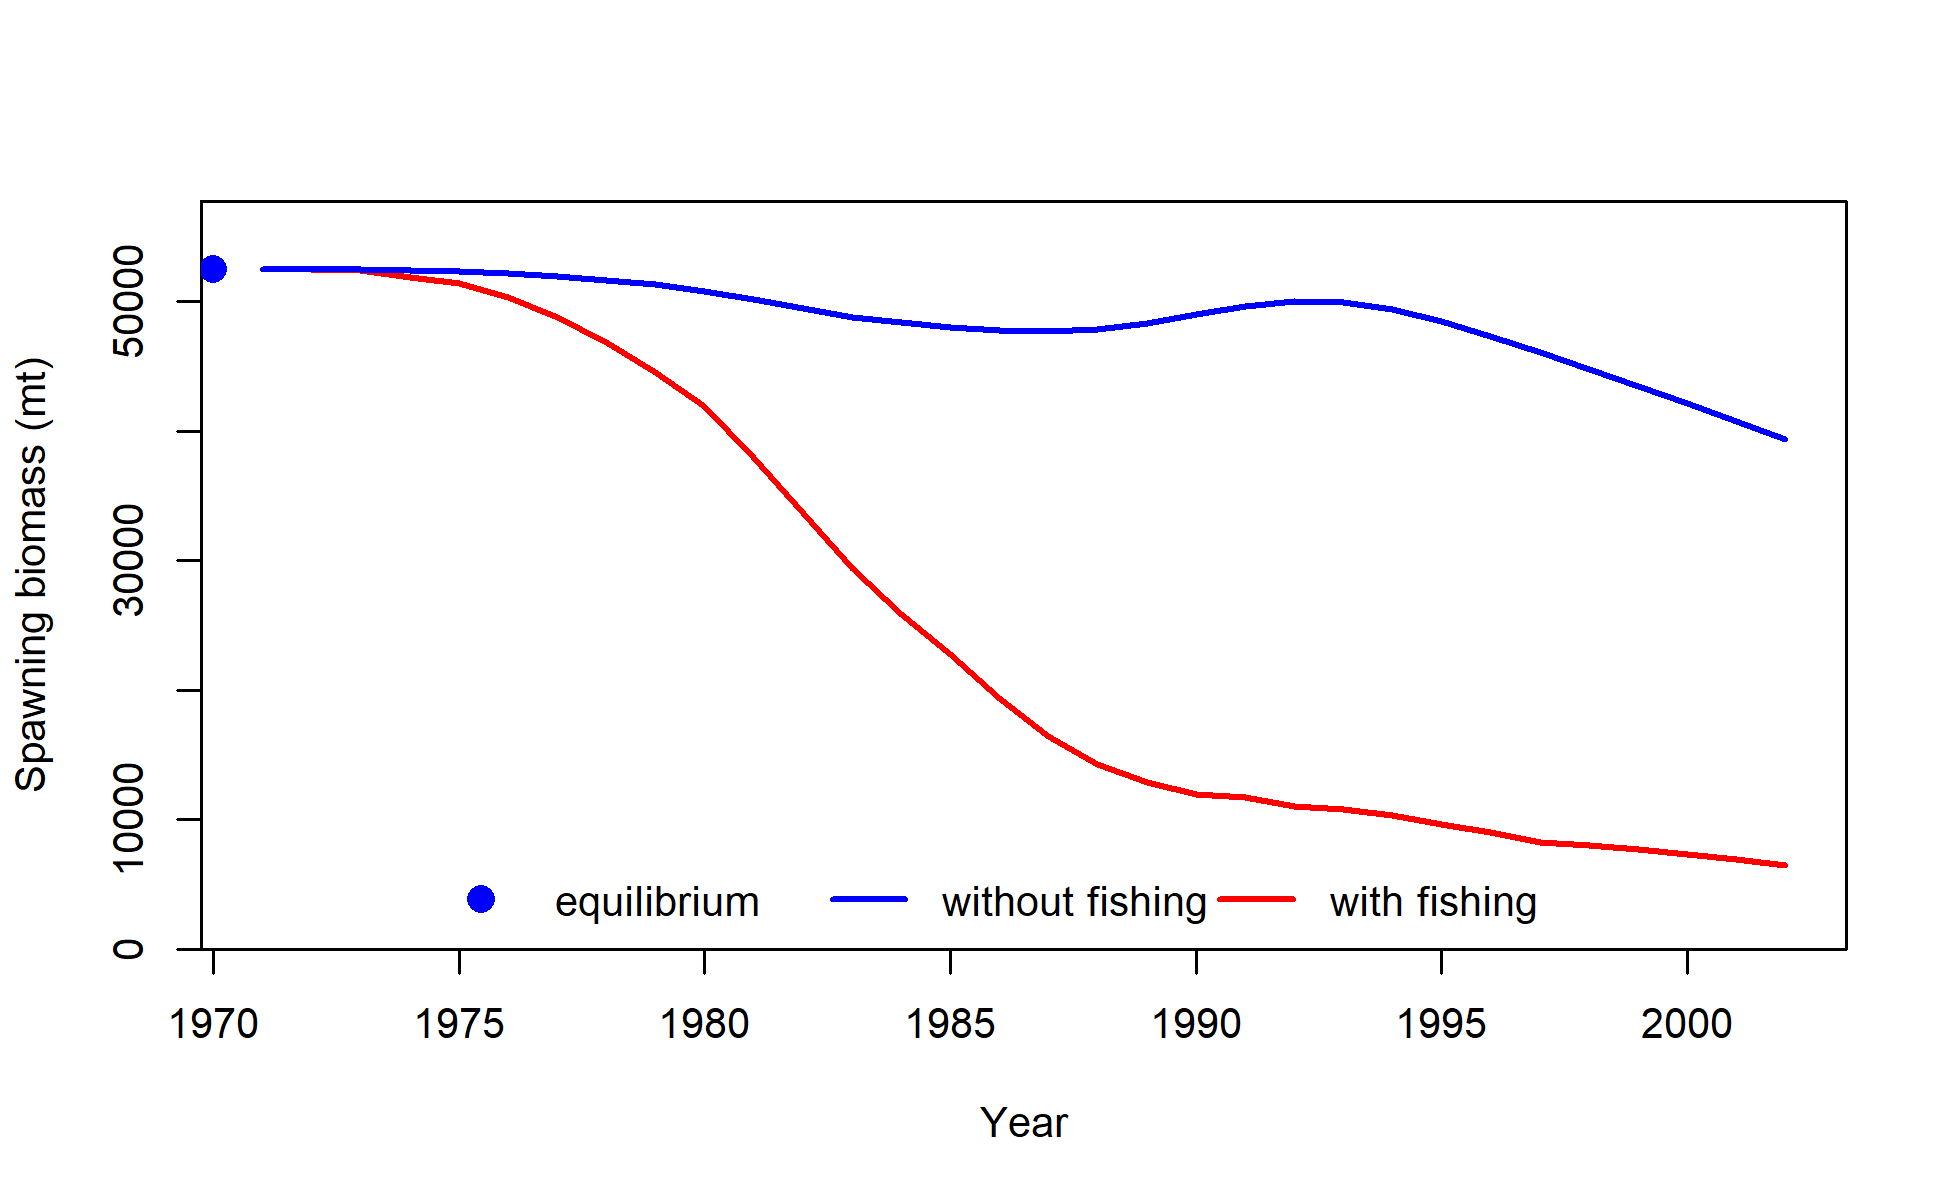 Spawning biomass (mt)
50000
30000
10000
0
equilibrium without fishing with fishing
1970 1975 1980 1985 1990 1995 2000
Year